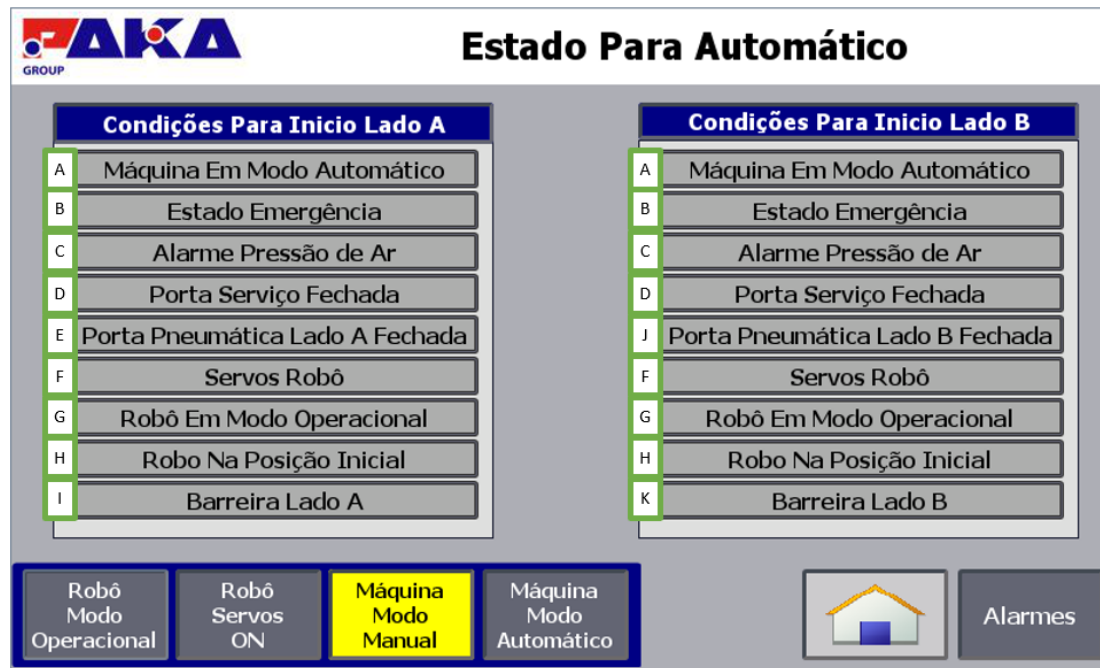 AKA
GROUP
Estado Para Automático
Condições Para Inicio Lado A
A Máquina Em Modo Automático
B Estado Emergência
C Alarme Pressão de Ar
D Porta Serviço Fechada
E Porta Pneumática Lado A Fechada
F Servos Robô
G Robô Em Modo Operacional
H Robo Na Posição Inicial
I Barreira Lado A
Condições Para Inicio Lado B
A Máquina Em Modo Automático
B Estado Emergência
C Alarme Pressão de Ar
D Porta Serviço Fechada
J Porta Pneumática Lado B Fechada
F Servos Robô
G Robô Em Modo Operacional
H Robo Na Posição Inicial
K Barreira Lado B
Robô
Modo
Operacional
Robô
Servos
ON
Máquina
Modo
Manual
Máquina
Modo
Automático
Alarmes